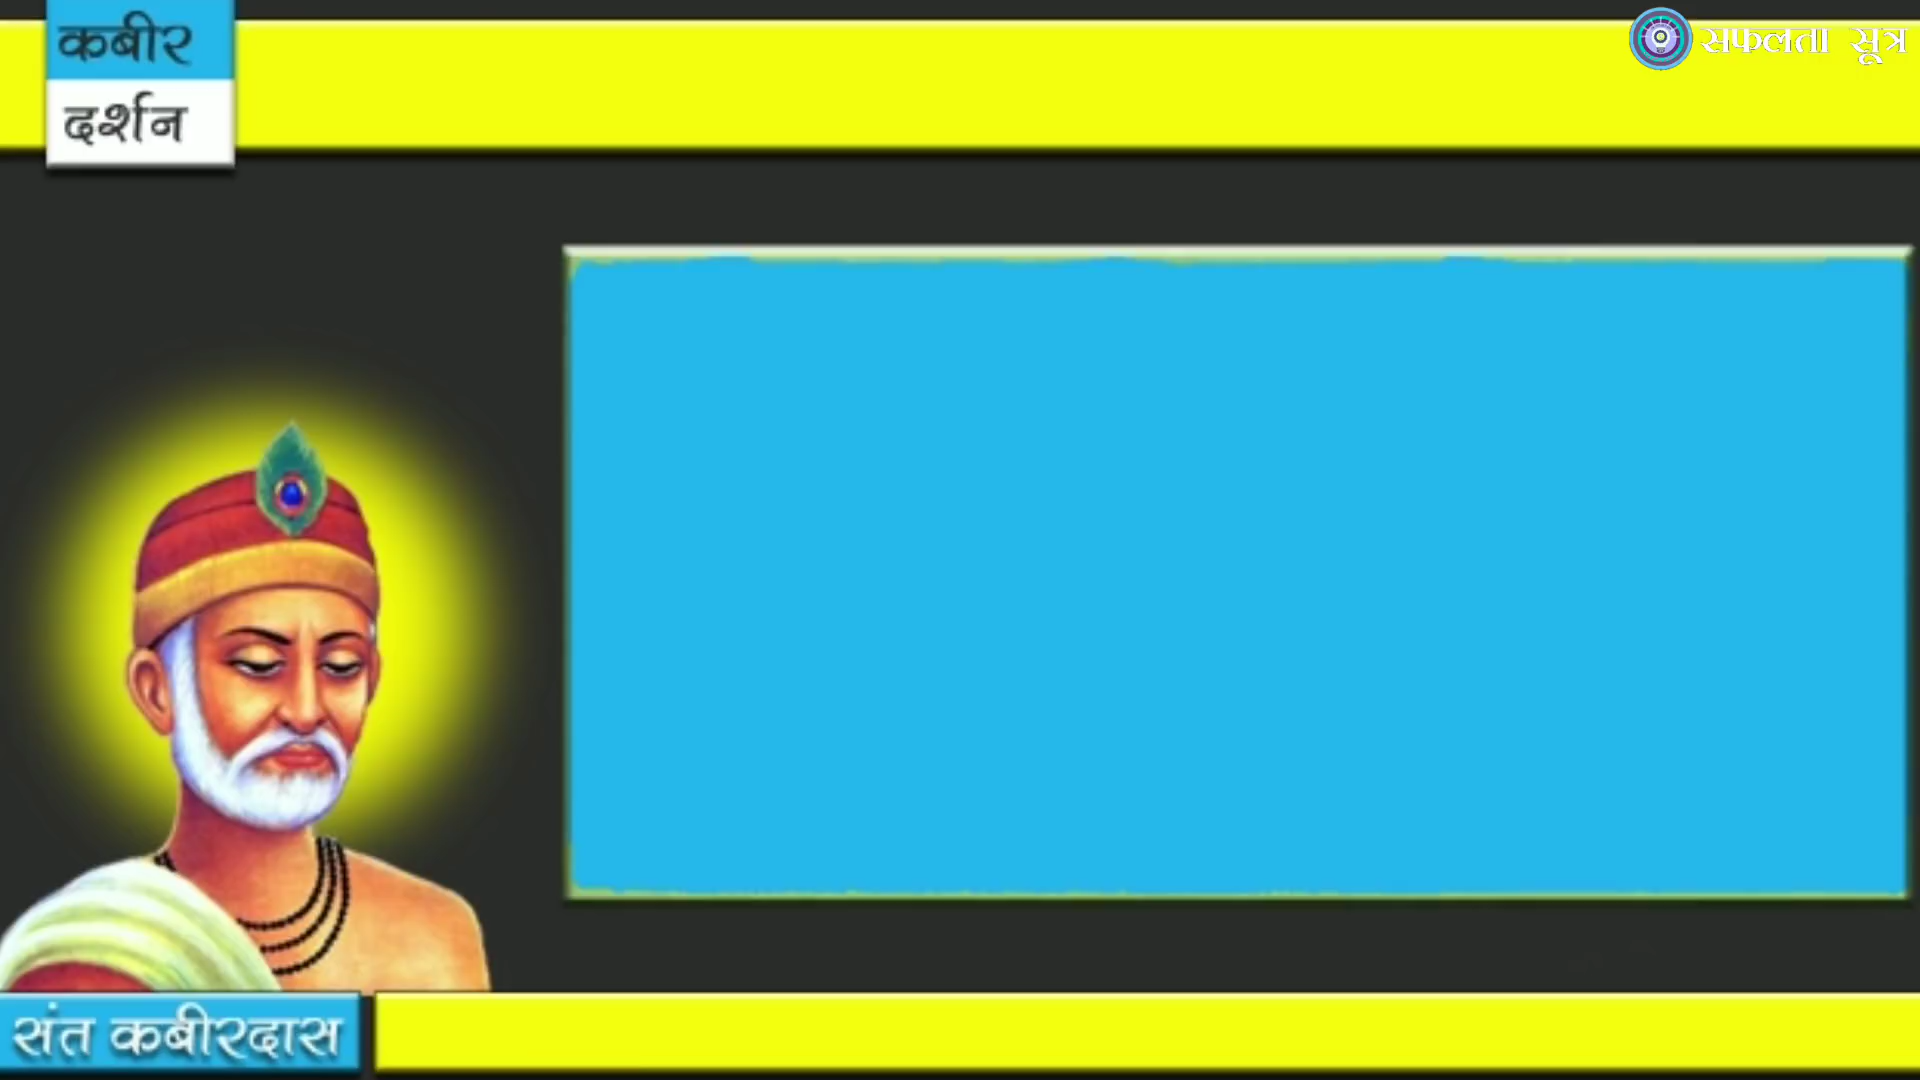 कबीर
दर्शन
सफलता सूत्र
संत कबीरदास